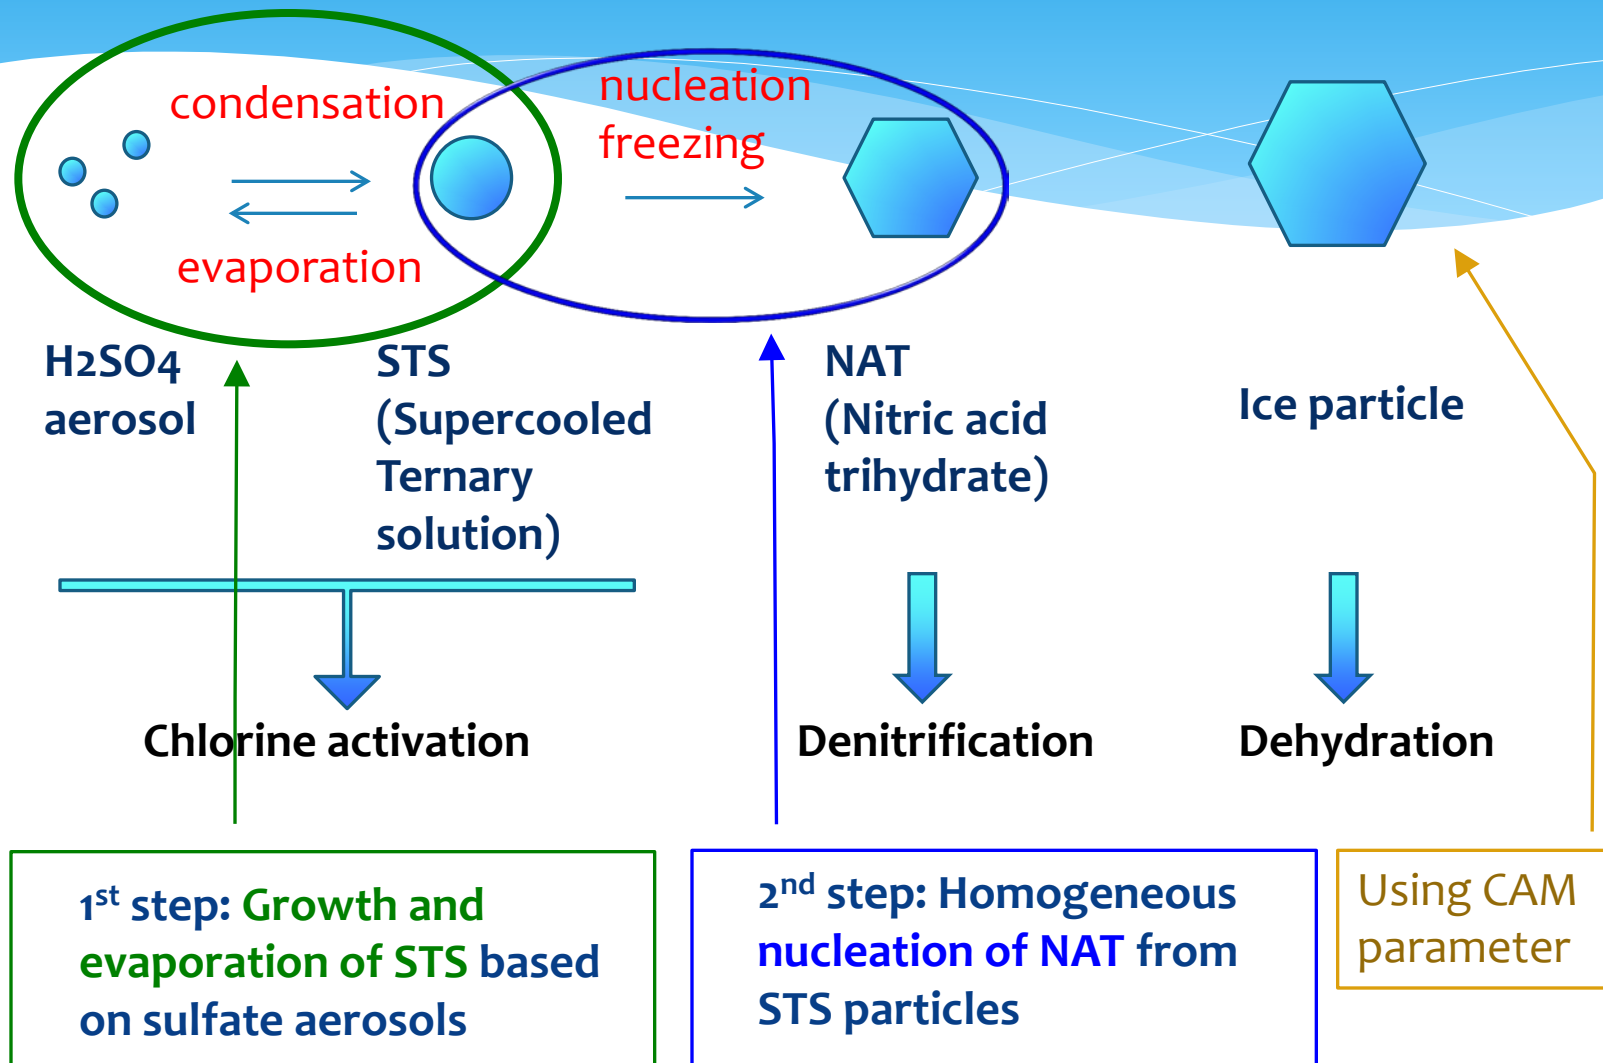 condensation
evaporation
nucleation
freezing
H2SO4
aerosol
STS
(Supercooled
Ternary
solution)
NAT
(Nitric acid
trihydrate)
Ice particle
Chlorine activation
Denitrification
Dehydration
1st step: Growth and
evaporation of STS based
on sulfate aerosols
2nd step: Homogeneous
nucleation of NAT from
STS particles
Using CAM
parameter